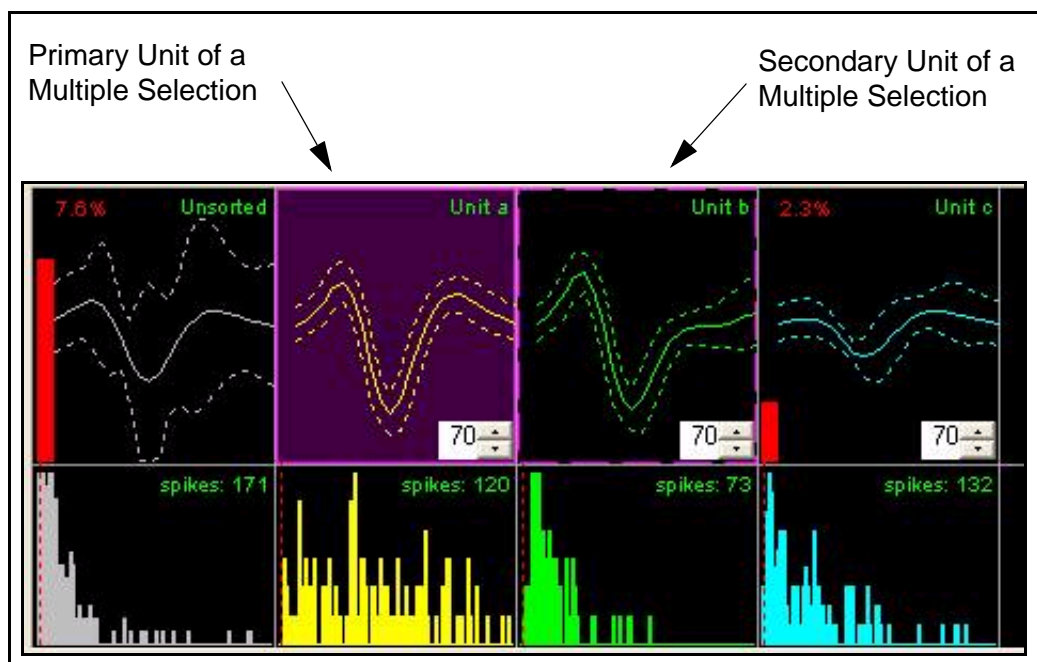 Primary Unit of a
Multiple Selection
Secondary Unit of a
Multiple Selection
7.6% Unsorted
Unit a
Unit b
2.3% Unit c
70
70
70
spikes: 171
spikes: 120
spikes: 73
spikes: 132